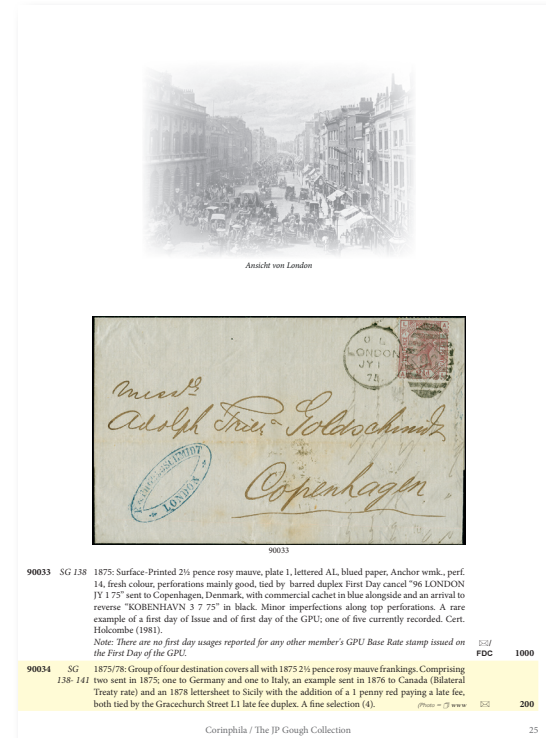 Ansicht von London
O L
LONDON
JY 1
75
Messrs
Adolph Goldschmidt
Copenhagen
GOLDSCHMIDT
LONDON
90033
90033 SG 138 1875: Surface-Printed 2½ pence rosy mauve, plate 1, lettered AL, blued paper, Anchor wmk., perf.
14, fresh colour, perforations mainly good, tied by barred duplex First Day cancel "96 LONDON
JY 1 75" sent to Copenhagen, Denmark, with commercial cachet in blue alongside and an arrival to
reverse "KOBENHAVN 3 7 75" in black. Minor imperfections along top perforations. A rare
example of a first day of Issue and of first day of the GPU; one of five currently recorded. Cert.
Holcombe (1981).
Note: There are no first day usages reported for any other member's GPU Base Rate stamp issued on
the First Day of the GPU.
FDC 1000
90034 SG 1875/78: Group of four destination covers all with 1875 2½ pence rosy mauve frankings. Comprising
138- 141 two sent in 1875; one to Germany and one to Italy, an example sent in 1876 to Canada (Bilateral
Treaty rate) and an 1878 lettersheet to Sicily with the addition of a 1 penny red paying a late fee,
both tied by the Gracechurch Street L1 late fee duplex. A fine selection (4). (Photo = www 200
Corinphila / The JP Gough Collection 25